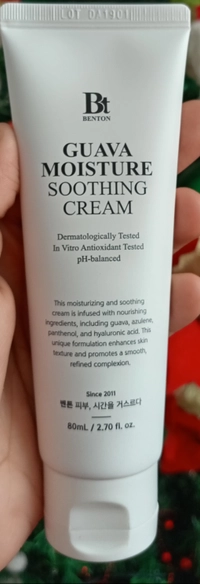 Bt
BENTON
GUAVA
MOISTURE
SOOTHING
CREAM
Dermatologically Tested
In Vitro Antioxidant Tested
pH-balanced
This moisturizing and soothing
cream is infused with nourishing
ingredients, including guava, azulene,
panthenol, and hyaluronic acid. This
unique formulation enhances skin
texture and promotes a smooth,
refined complexion.
Since 2011
벤튼 피부, 시간을 거스르다
80mL / 2.70 fl. oz.